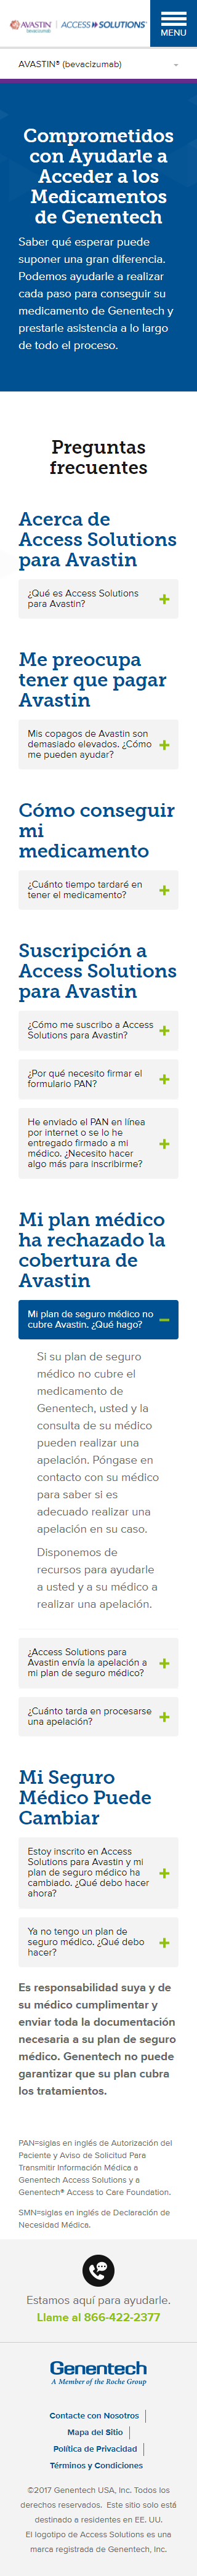 AVASTIN® bevacizumab | ACCESS SOLUTIONS®
MENU
AVASTIN® (bevacizumab)
Comprometidos
con Ayudarle a
Acceder a los
Medicamentos
de Genentech
Saber qué esperar puede
suponer una gran diferencia.
Podemos ayudarle a realizar
cada paso para conseguir su
medicamento de Genentech y
prestarle asistencia a lo largo
de todo el proceso.
Preguntas
frecuentes
Acerca de
Access Solutions
para Avastin
¿Qué es Access Solutions
para Avastin?
Me preocupa
tener que pagar
Avastin
Mis copagos de Avastin son
demasiado elevados. ¿Cómo
me pueden ayudar?
Cómo conseguir
mi
medicamento
¿Cuánto tiempo tardaré en
tener el medicamento?
Suscripción a
Access Solutions
para Avastin
¿Cómo me suscribo a Access
Solutions para Avastin?
¿Por qué necesito firmar el
formulario PAN?
He enviado el PAN en línea
por internet o se lo he
entregado firmado a mi
médico. ¿Necesito hacer
algo más para inscribirme?
Mi plan médico
ha rechazado la
cobertura de
Avastin
Mi plan de seguro médico no
cubre Avastin. ¿Qué hago?
Si su plan de seguro
médico no cubre el
medicamento de
Genentech, usted y la
consulta de su médico
pueden realizar una
apelación. Póngase en
contacto con su médico
para saber si es
adecuado realizar una
apelación en su caso.
Disponemos de
recursos para ayudarle
a usted y a su médico a
realizar una apelación.
¿Access Solutions para
Avastin envía la apelación a
mi plan de seguro médico?
¿Cuánto tarda en procesarse
una apelación?
Mi Seguro
Médico Puede
Cambiar
Estoy inscrito en Access
Solutions para Avastin y mi
plan de seguro médico ha
cambiado. ¿Qué debo hacer
ahora?
Ya no tengo un plan de
seguro médico. ¿Qué debo
hacer?
Es responsabilidad suya y de
su médico cumplimentar y
enviar toda la documentación
necesaria a su plan de seguro
médico. Genentech no puede
garantizar que su plan cubra
los tratamientos.
PAN=siglas en inglés de Autorización del
Paciente y Aviso de Solicitud Para
Transmitir Información Médica a
Genentech Access Solutions y a
Genentech® Access to Care Foundation.
SMN=siglas en inglés de Declaración de
Necesidad Médica.
Estamos aquí para ayudarle.
Llame al 866-422-2377
Genentech
A Member of the Roche Group
Contacte con Nosotros
Mapa del Sitio
Política de Privacidad
Términos y Condiciones
©2017 Genentech USA, Inc. Todos los
derechos reservados. Este sitio solo está
destinado a residentes en EE. UU.
El logotipo de Access Solutions es una
marca registrada de Genentech, Inc.